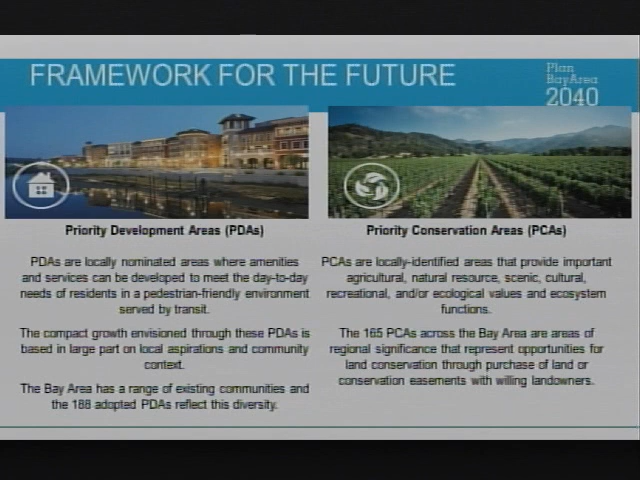 FRAMEWORK FOR THE FUTURE
Plan
BayArea
2040
Priority Development Areas (PDAs)
PDAs are locally nominated areas where amenities
and services can be developed to meet the day-to-day
needs of residents in a pedestrian-friendly environment
served by transit.
The compact growth envisioned through these PDAs is
based in large part on local aspirations and community
context.
The Bay Area has a range of existing communities and
the 188 adopted PDAs reflect this diversity.
Priority Conservation Areas (PCAs)
PCAs are locally-identified areas that provide important
agricultural, natural resource, scenic, cultural,
recreational, and/or ecological values and ecosystem
functions.
The 165 PCAs across the Bay Area are areas of
regional significance that represent opportunities for
land conservation through purchase of land or
conservation easements with willing landowners.